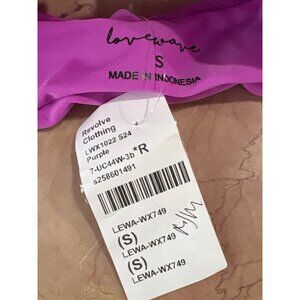 lovewave
S
MADE IN INDONESIA
Revolve
Clothing
LWX1022 S24
Purple
7-UC44W-3b *R
s258601491
LEWA-WX749
(S)
LEWA-WX749
(S)
LEWA-WX749